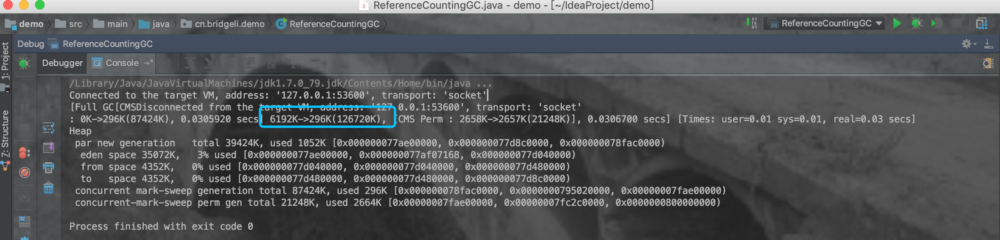 ReferenceCountingGC.java - demo - [~/IdeaProject/demo]
demo src main java cn.bridgeli.demo ReferenceCountingGC ReferenceCountingGC
Debug ReferenceCountingGC
1: Project
7: Structure
Debugger Console
/Library/Java/JavaVirtualMachines/jdk1.7.0_79.jdk/Contents/Home/bin/java ...
Connected to the target VM, address: '127.0.0.1:53600', transport: 'socket'
[Full GC[CMSDisconnected from the target VM, address: '127.0.0.1:53600', transport: 'socket'
: 0K->296K(87424K), 0.0305920 secs] 6192K->296K(126720K), [CMS Perm : 2658K->2657K(21248K)], 0.0306700 secs] [Times: user=0.01 sys=0.01, real=0.03 secs]
Heap
par new generation   total 39424K, used 1052K [0x000000077ae00000, 0x000000077d8c0000, 0x000000078fac0000)
eden space 35072K,   3% used [0x000000077ae00000, 0x000000077af07168, 0x000000077d040000)
from space 4352K,   0% used [0x000000077d040000, 0x000000077d040000, 0x000000077d480000)
to   space 4352K,   0% used [0x000000077d480000, 0x000000077d480000, 0x000000077d8c0000)
concurrent mark-sweep generation total 87424K, used 296K [0x000000078fac0000, 0x0000000795020000, 0x00000007fae00000)
concurrent-mark-sweep perm gen total 21248K, used 2664K [0x00000007fae00000, 0x00000007fc2c0000, 0x0000000800000000)
Process finished with exit code 0